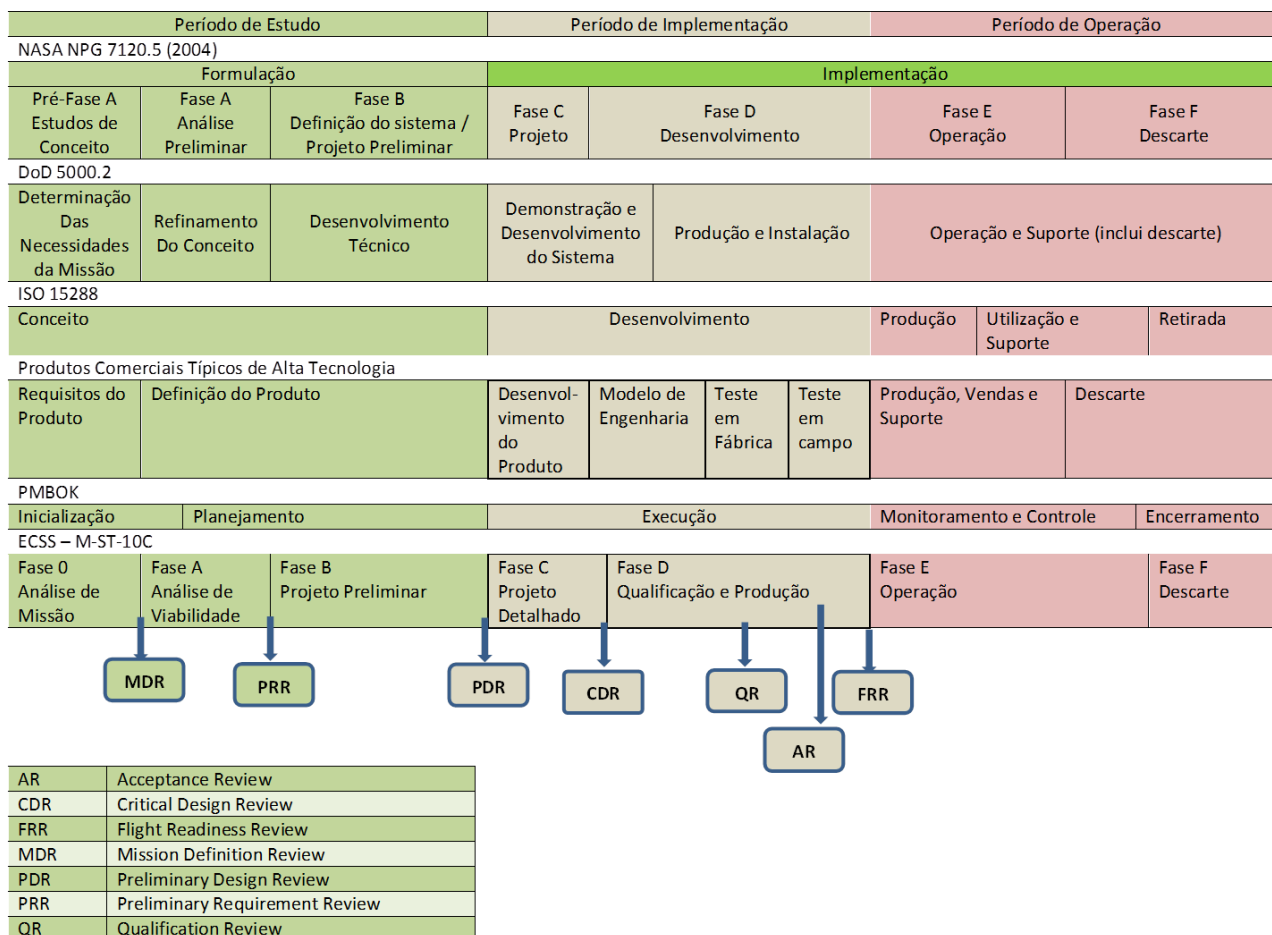 Período de Estudo
Período de Implementação
Período de Operação
NASA NPG 7120.5 (2004)
Formulação
Implementação
Pré-Fase A
Estudos de
Conceito
Fase A
Análise
Preliminar
Fase B
Definição do sistema /
Projeto Preliminar
Fase C
Projeto
Fase D
Desenvolvimento
Fase E
Operação
Fase F
Descarte
DoD 5000.2
Determinação
Das
Necessidades
da Missão
Refinamento
Do Conceito
Desenvolvimento
Técnico
Demonstração e
Desenvolvimento
do Sistema
Produção e Instalação
Operação e Suporte (inclui descarte)
ISO 15288
Conceito
Desenvolvimento
Produção
Utilização e
Suporte
Retirada
Produtos Comerciais Típicos de Alta Tecnologia
Requisitos do
Produto
Definição do Produto
Desenvol-
vimento
do
Produto
Modelo de
Engenharia
Teste
em
Fábrica
Teste
em
campo
Produção, Vendas e
Suporte
Descarte
PMBOK
Inicialização
Planejamento
Execução
Monitoramento e Controle
Encerramento
ECSS – M-ST-10C
Fase 0
Análise de
Missão
Fase A
Análise de
Viabilidade
Fase B
Projeto Preliminar
Fase C
Projeto
Detalhado
Fase D
Qualificação e Produção
Fase E
Operação
Fase F
Descarte
MDR
PRR
PDR
CDR
QR
FRR
AR
AR Acceptance Review
CDR Critical Design Review
FRR Flight Readiness Review
MDR Mission Definition Review
PDR Preliminary Design Review
PRR Preliminary Requirement Review
QR Qualification Review